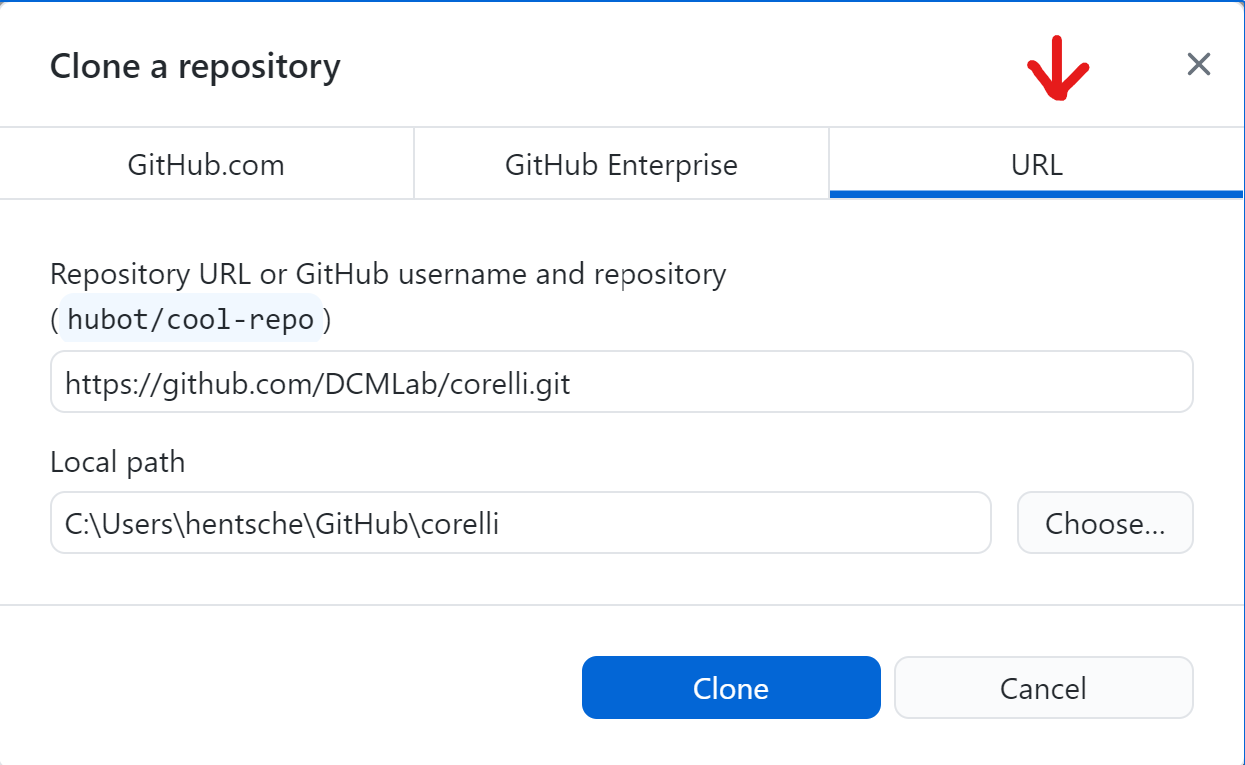 Clone a repository
GitHub.com
GitHub Enterprise
URL
Repository URL or GitHub username and repository
(hubot/cool-repo)
https://github.com/DCMLab/corelli.git
Local path
C:\Users\hentsche\GitHub\corelli
Choose...
Clone
Cancel